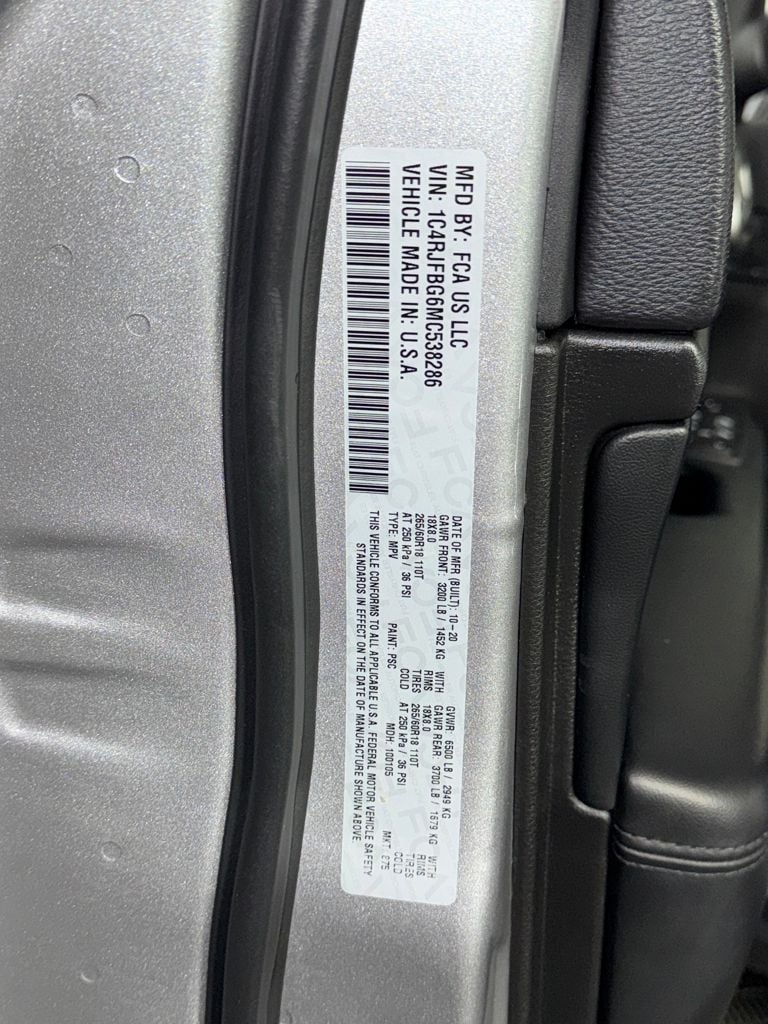 MFD BY: FCA US LLC
VIN: 1C4RJFBG6MC538286
VEHICLE MADE IN: U.S.A.
DATE OF MFR (BUILT): 10-20 GVWR: 6500 LB / 2949 KG
GAWR FRONT: 3200 LB / 1452 KG WITH GAWR REAR: 3700 LB / 1679 KG WITH
18X8.0 RIMS 18X8.0 RIMS
265/60R18 110T TIRES 265/60R18 110T TIRES
AT 250 kPa / 36 PSI COLD AT 250 kPa / 36 PSI COLD
TYPE: MPV PAINT: PSC MDH: 100105 MKT:
THIS VEHICLE CONFORMS TO ALL APPLICABLE U.S.A. FEDERAL MOTOR VEHICLE SAFETY
STANDARDS IN EFFECT ON THE DATE OF MANUFACTURE SHOWN ABOVE.